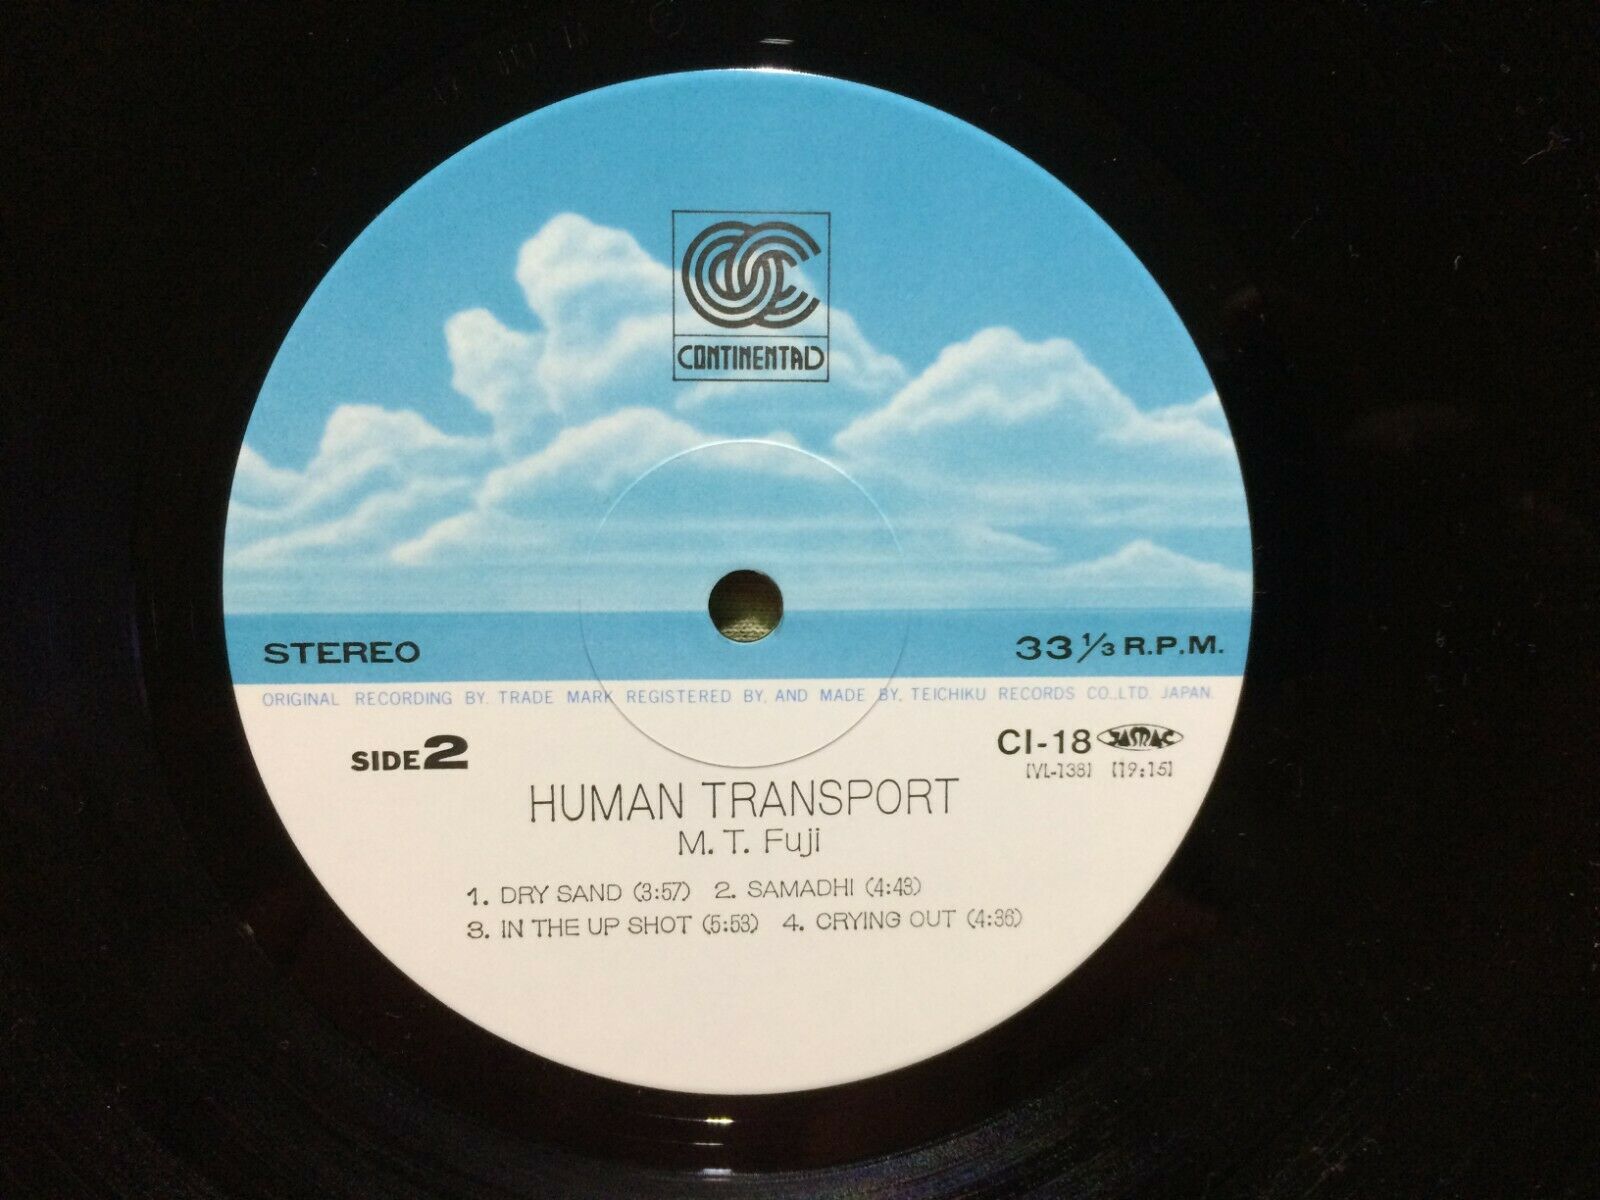 CONTINENTAL
STEREO
33 1/3 R.P.M.
ORIGINAL RECORDING BY. TRADE MARK REGISTERED BY, AND MADE BY, TEICHIKU RECORDS CO.,LTD. JAPAN.
SIDE 2
CI-18 JASRAC
[VL-138] [19:15]
HUMAN TRANSPORT
M. T. Fuji
1. DRY SAND (3:57) 2. SAMADHI (4:43)
3. IN THE UP SHOT (5:53) 4. CRYING OUT (4:36)